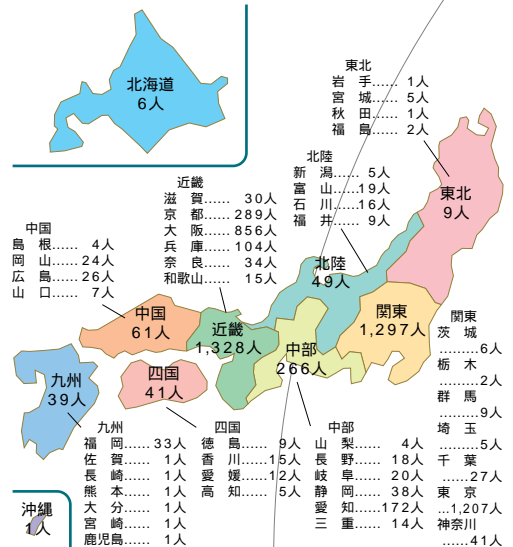 北海道
6人
東北
岩　手…… 1人
宮　城…… 5人
秋　田…… 1人
福　島…… 2人
北陸
新　潟…… 5人
富　山……19人
石　川……16人
福　井…… 9人
近畿
滋　賀…… 30人
京　都……289人
大　阪……856人
兵　庫……104人
奈　良…… 34人
和歌山…… 15人
中国
島　根…… 4人
岡　山……24人
広　島……26人
山　口…… 7人
東北
9人
北陸
49人
関東
1,297人
中国
61人
近畿
1,328人
中部
266人
九州
39人
四国
41人
関東
茨　城
………6人
栃　木
………2人
群　馬
………9人
埼　玉
………5人
千　葉
……27人
東　京
…1,207人
神奈川
……41人
九州
福　岡……33人
佐　賀…… 1人
長　崎…… 1人
熊　本…… 1人
大　分…… 1人
宮　崎…… 1人
鹿児島…… 1人
四国
徳　島…… 9人
香　川……15人
愛　媛……12人
高　知…… 5人
中部
山　梨…… 4人
長　野…… 18人
岐　阜…… 20人
静　岡…… 38人
愛　知……172人
三　重…… 14人
沖縄
1人